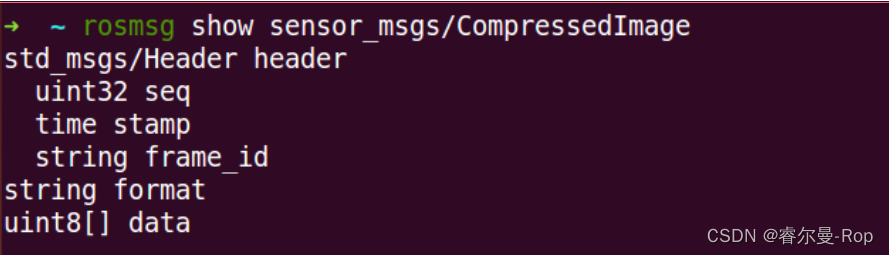 ➜  ~ rosmsg show sensor_msgs/CompressedImage
std_msgs/Header header
  uint32 seq
  time stamp
  string frame_id
string format
uint8[] data
CSDN @睿尔曼-Rop